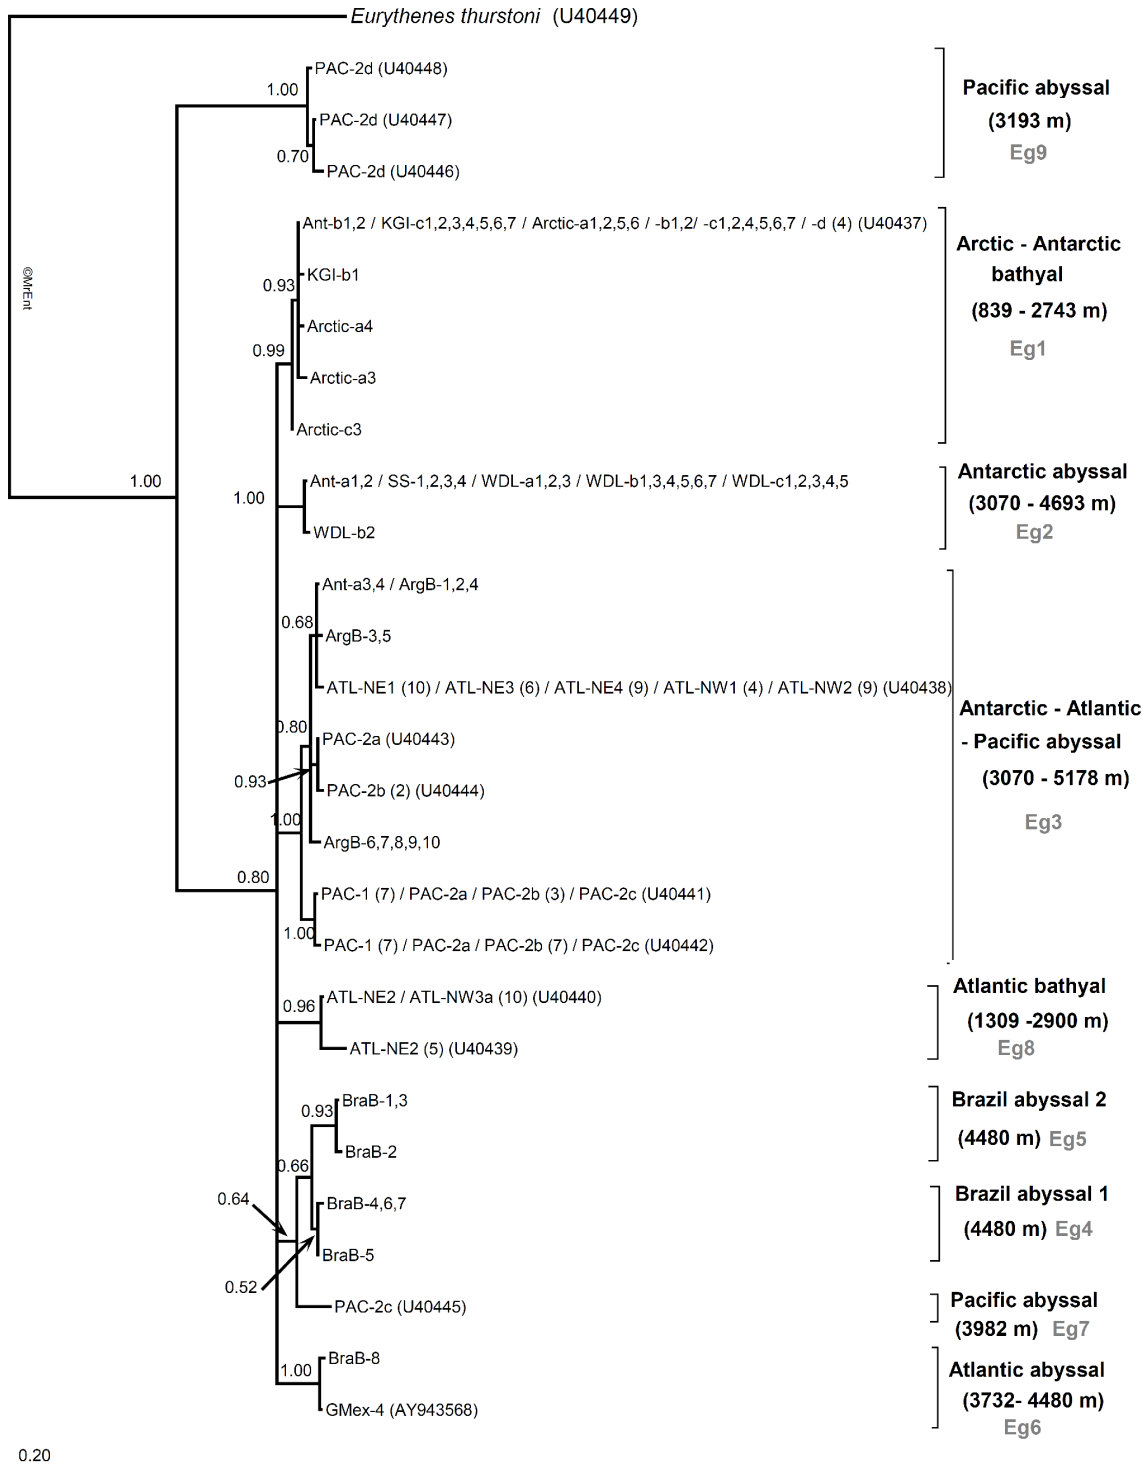 Eurythenes thurstoni (U40449)
PAC-2d (U40448)
1.00
PAC-2d (U40447)
0.70
PAC-2d (U40446)
Pacific abyssal
(3193 m)
Eg9
Ant-b1,2 / KGI-c1,2,3,4,5,6,7 / Arctic-a1,2,5,6 / -b1,2/ -c1,2,4,5,6,7 / -d (4) (U40437)
KGI-b1
0.93
Arctic-a4
0.99
Arctic-a3
Arctic-c3
Arctic - Antarctic
bathyal
(839 - 2743 m)
Eg1
©MrEnt
1.00
1.00
Ant-a1,2 / SS-1,2,3,4 / WDL-a1,2,3 / WDL-b1,3,4,5,6,7 / WDL-c1,2,3,4,5
WDL-b2
Antarctic abyssal
(3070 - 4693 m)
Eg2
Ant-a3,4 / ArgB-1,2,4
0.68
ArgB-3,5
ATL-NE1 (10) / ATL-NE3 (6) / ATL-NE4 (9) / ATL-NW1 (4) / ATL-NW2 (9) (U40438)
0.80
PAC-2a (U40443)
0.93
PAC-2b (2) (U40444)
1.00
ArgB-6,7,8,9,10
0.80
PAC-1 (7) / PAC-2a / PAC-2b (3) / PAC-2c (U40441)
1.00
PAC-1 (7) / PAC-2a / PAC-2b (7) / PAC-2c (U40442)
Antarctic - Atlantic
- Pacific abyssal
(3070 - 5178 m)
Eg3
ATL-NE2 / ATL-NW3a (10) (U40440)
0.96
ATL-NE2 (5) (U40439)
Atlantic bathyal
(1309 -2900 m)
Eg8
BraB-1,3
0.93
BraB-2
Brazil abyssal 2
(4480 m) Eg5
0.66
0.64
BraB-4,6,7
BraB-5
0.52
Brazil abyssal 1
(4480 m) Eg4
PAC-2c (U40445)
Pacific abyssal
(3982 m) Eg7
BraB-8
1.00
GMex-4 (AY943568)
Atlantic abyssal
(3732- 4480 m)
Eg6
0.20